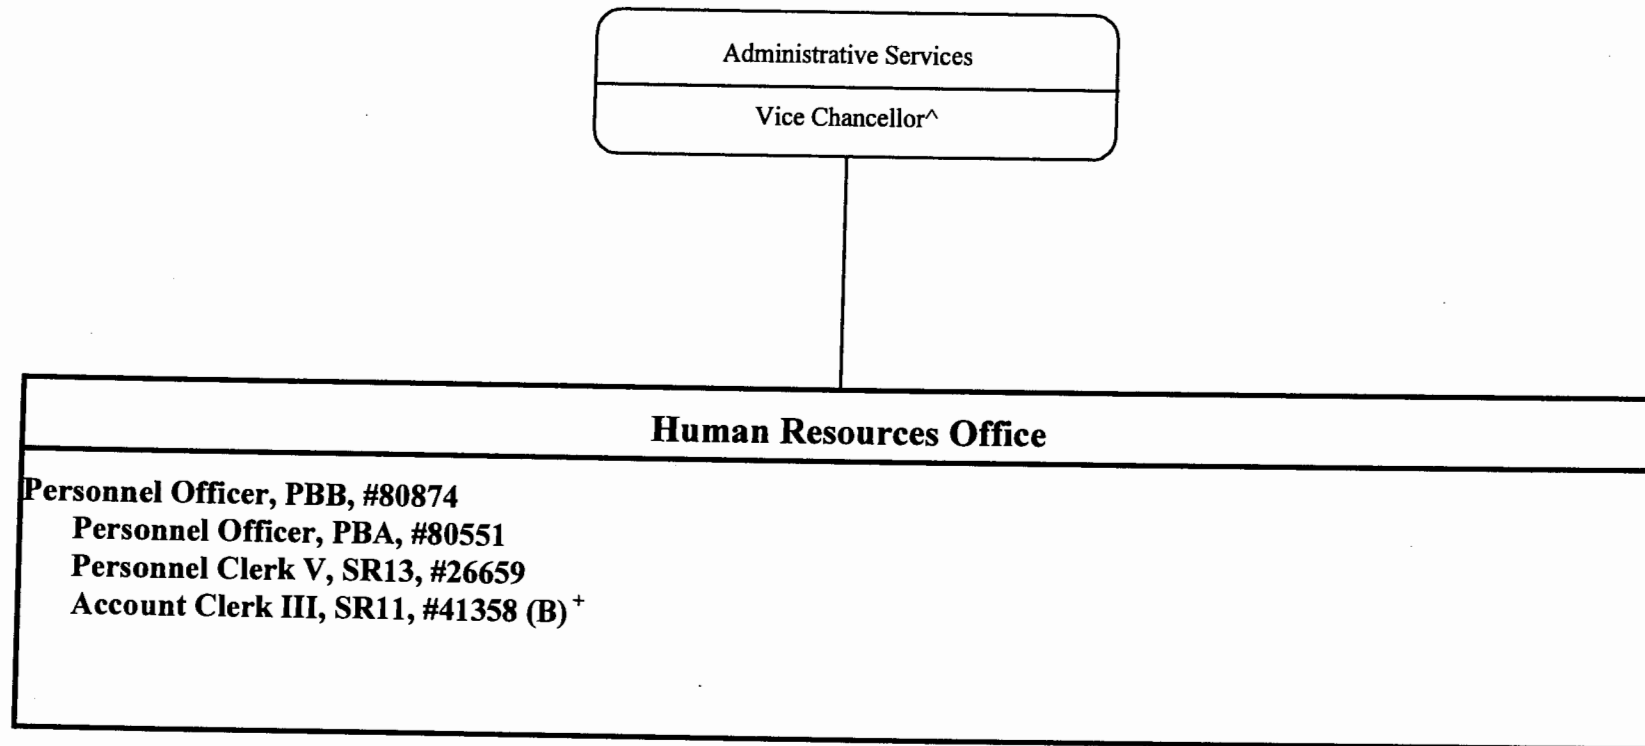 Administrative Services
Vice Chancellor^
Human Resources Office
Personnel Officer, PBB, #80874
Personnel Officer, PBA, #80551
Personnel Clerk V, SR13, #26659
Account Clerk III, SR11, #41358 (B)⁺